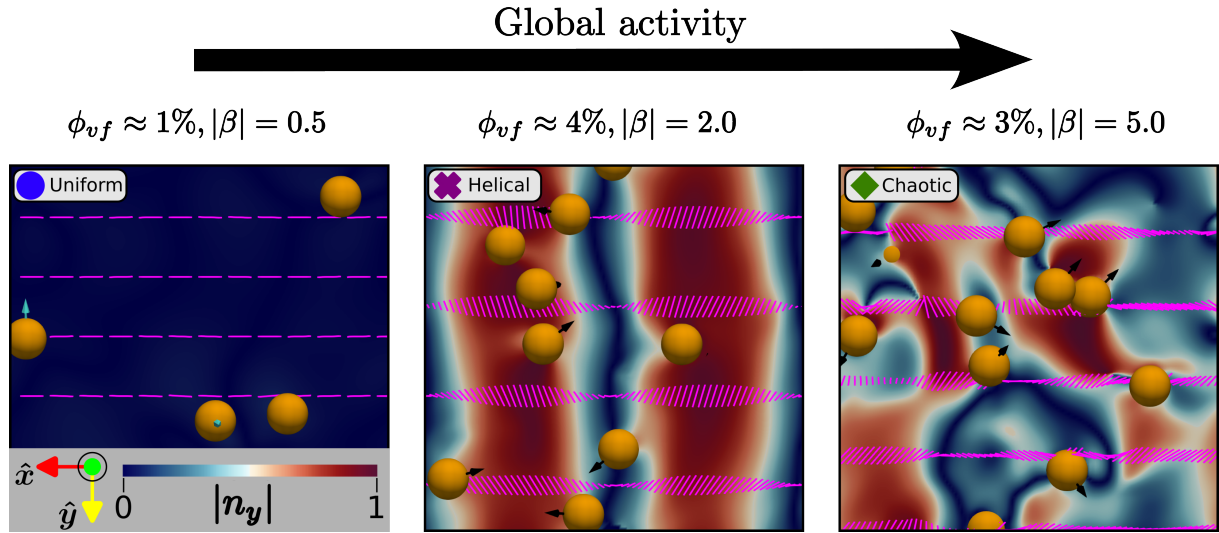 Global activity
ϕ_vf ≈ 1%, |β| = 0.5
ϕ_vf ≈ 4%, |β| = 2.0
ϕ_vf ≈ 3%, |β| = 5.0
Uniform
Helical
Chaotic
x̂
ŷ
0
|n_y|
1